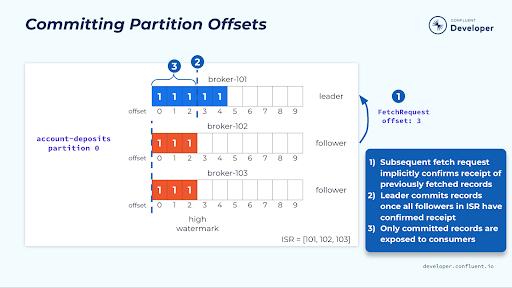 Committing Partition Offsets
CONFLUENT
Developer
3
2
broker-101
1 1 1 1 1
leader
offset 0 1 2 3 4 5 6 7 8 9
1
FetchRequest
offset: 3
account-deposits
partition 0
broker-102
1 1 1
follower
offset 0 1 2 3 4 5 6 7 8 9
broker-103
1 1 1
follower
offset 0 1 2 3 4 5 6 7 8 9
high
watermark
ISR = [101, 102, 103]
1) Subsequent fetch request
implicitly confirms receipt of
previously fetched records
2) Leader commits records
once all followers in ISR have
confirmed receipt
3) Only committed records are
exposed to consumers
developer.confluent.io